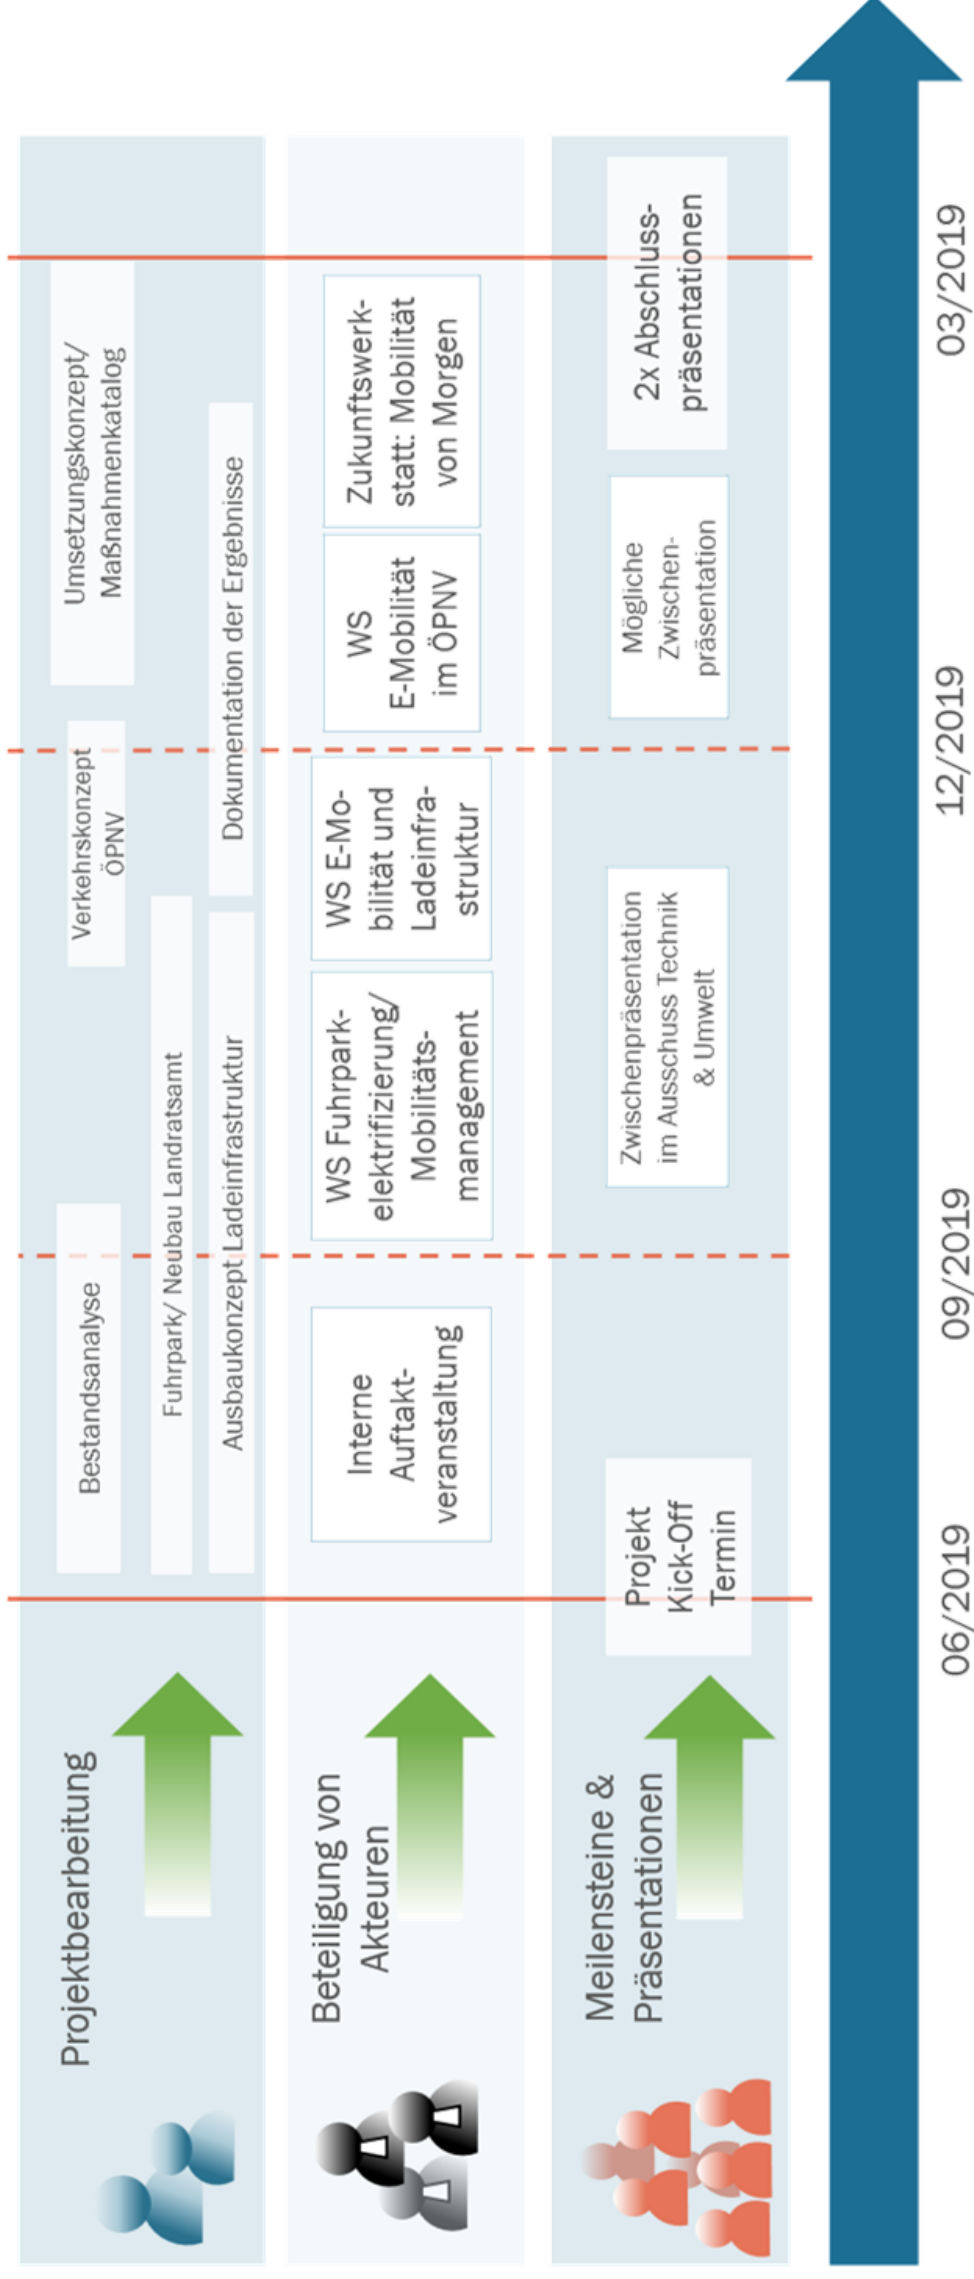 Projektbearbeitung
Bestandsanalyse
Verkehrskonzept
ÖPNV
Umsetzungskonzept/
Maßnahmenkatalog
Fuhrpark/ Neubau Landratsamt
Ausbaukonzept Ladeinfrastruktur
Dokumentation der Ergebnisse
Beteiligung von
Akteuren
Interne
Auftakt-
veranstaltung
WS Fuhrpark-
elektrifizierung/
Mobilitäts-
management
WS E-Mo-
bilität und
Ladeinfra-
struktur
WS
E-Mobilität
im ÖPNV
Zukunftswerk-
statt: Mobilität
von Morgen
Meilensteine &
Präsentationen
Projekt
Kick-Off
Termin
Zwischenpräsentation
im Ausschuss Technik
& Umwelt
Mögliche
Zwischen-
präsentation
2x Abschluss-
präsentationen
06/2019
09/2019
12/2019
03/2019